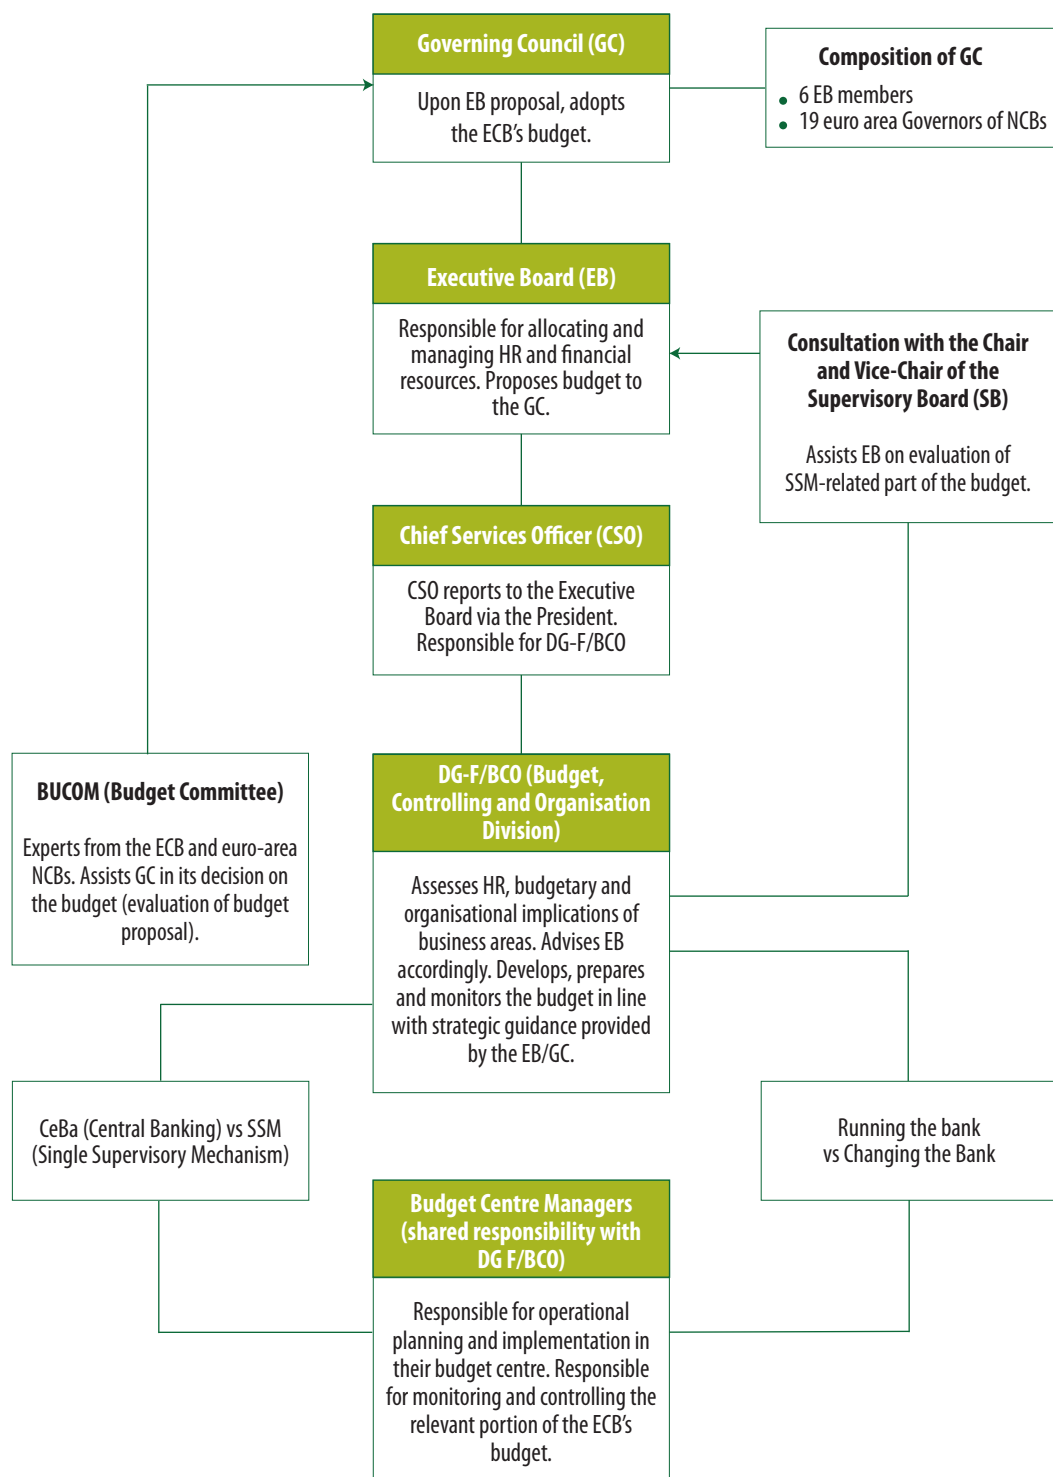 Governing Council (GC)
Upon EB proposal, adopts
the ECB's budget.
Composition of GC
• 6 EB members
• 19 euro area Governors of NCBs
Executive Board (EB)
Responsible for allocating and
managing HR and financial
resources. Proposes budget to
the GC.
Consultation with the Chair
and Vice-Chair of the
Supervisory Board (SB)
Assists EB on evaluation of
SSM-related part of the budget.
Chief Services Officer (CSO)
CSO reports to the Executive
Board via the President.
Responsible for DG-F/BCO
BUCOM (Budget Committee)
Experts from the ECB and euro-area
NCBs. Assists GC in its decision on
the budget (evaluation of budget
proposal).
DG-F/BCO (Budget,
Controlling and Organisation
Division)
Assesses HR, budgetary and
organisational implications of
business areas. Advises EB
accordingly. Develops, prepares
and monitors the budget in line
with strategic guidance provided
by the EB/GC.
CeBa (Central Banking) vs SSM
(Single Supervisory Mechanism)
Running the bank
vs Changing the Bank
Budget Centre Managers
(shared responsibility with
DG F/BCO)
Responsible for operational
planning and implementation in
their budget centre. Responsible
for monitoring and controlling the
relevant portion of the ECB's
budget.